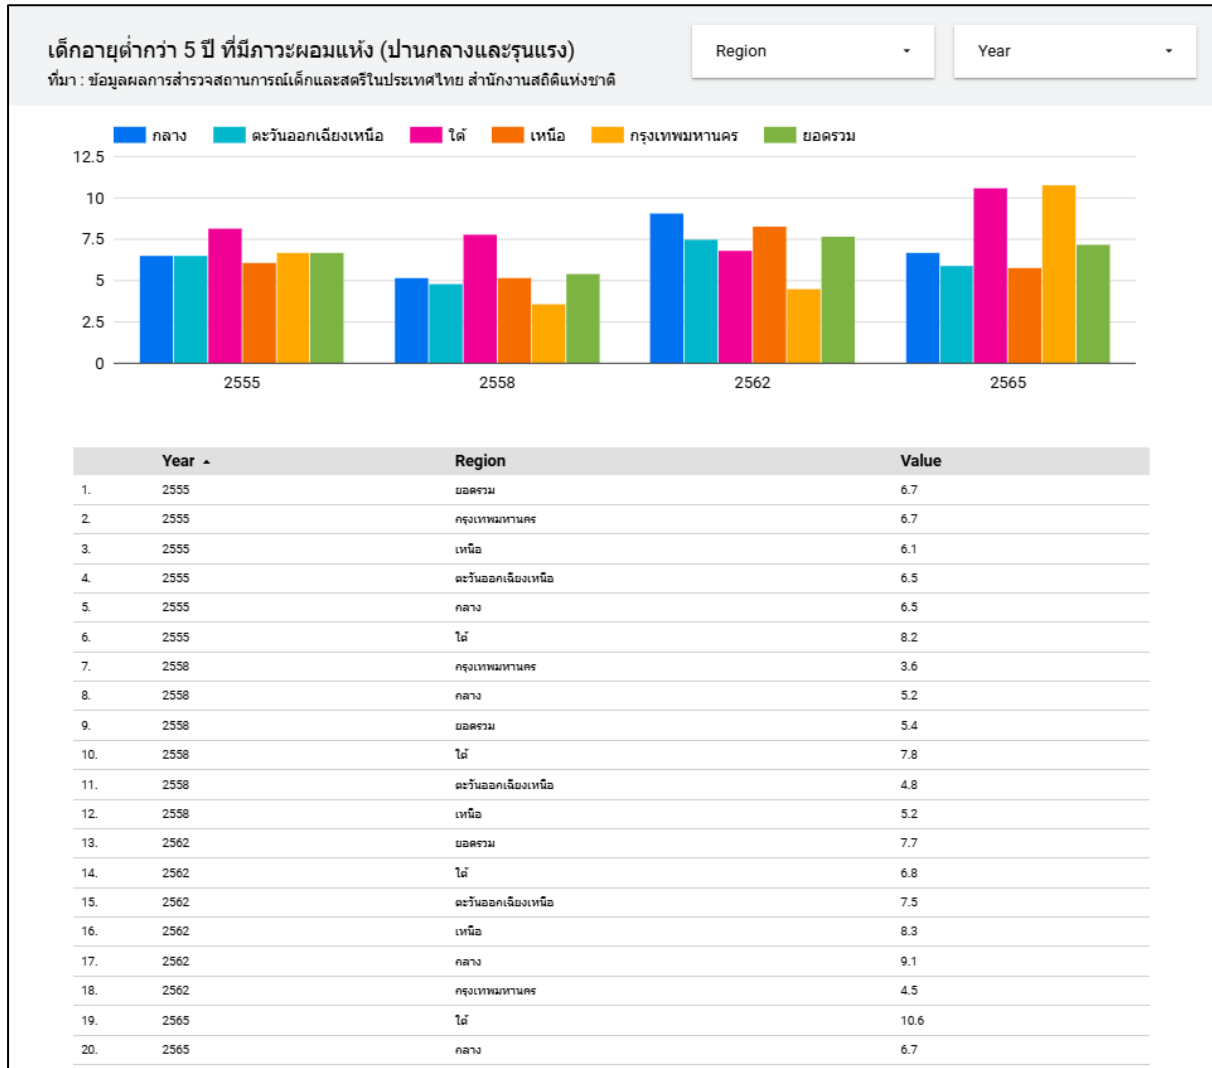 เด็กอายุต่ำกว่า 5 ปี ที่มีภาวะผอมแห้ง (ปานกลางและรุนแรง)
ที่มา : ข้อมูลผลการสำรวจสถานการณ์เด็กและสตรีในประเทศไทย สำนักงานสถิติแห่งชาติ
Region
Year
กลาง ตะวันออกเฉียงเหนือ ใต้ เหนือ กรุงเทพมหานคร ยอดรวม
12.5
10
7.5
5
2.5
0
2555 2558 2562 2565
Year Region Value
1. 2555 ยอดรวม 6.7
2. 2555 กรุงเทพมหานคร 6.7
3. 2555 เหนือ 6.1
4. 2555 ตะวันออกเฉียงเหนือ 6.5
5. 2555 กลาง 6.5
6. 2555 ใต้ 8.2
7. 2558 กรุงเทพมหานคร 3.6
8. 2558 กลาง 5.2
9. 2558 ยอดรวม 5.4
10. 2558 ใต้ 7.8
11. 2558 ตะวันออกเฉียงเหนือ 4.8
12. 2558 เหนือ 5.2
13. 2562 ยอดรวม 7.7
14. 2562 ใต้ 6.8
15. 2562 ตะวันออกเฉียงเหนือ 7.5
16. 2562 เหนือ 8.3
17. 2562 กลาง 9.1
18. 2562 กรุงเทพมหานคร 4.5
19. 2565 ใต้ 10.6
20. 2565 กลาง 6.7